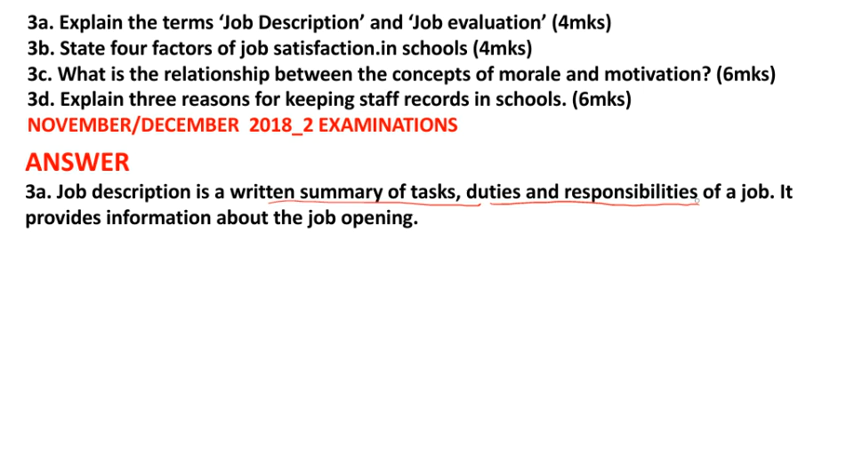 3a. Explain the terms ‘Job Description’ and ‘Job evaluation’ (4mks)
3b. State four factors of job satisfaction.in schools (4mks)
3c. What is the relationship between the concepts of morale and motivation? (6mks)
3d. Explain three reasons for keeping staff records in schools. (6mks)
NOVEMBER/DECEMBER 2018_2 EXAMINATIONS
ANSWER
3a. Job description is a written summary of tasks, duties and responsibilities of a job. It
provides information about the job opening.